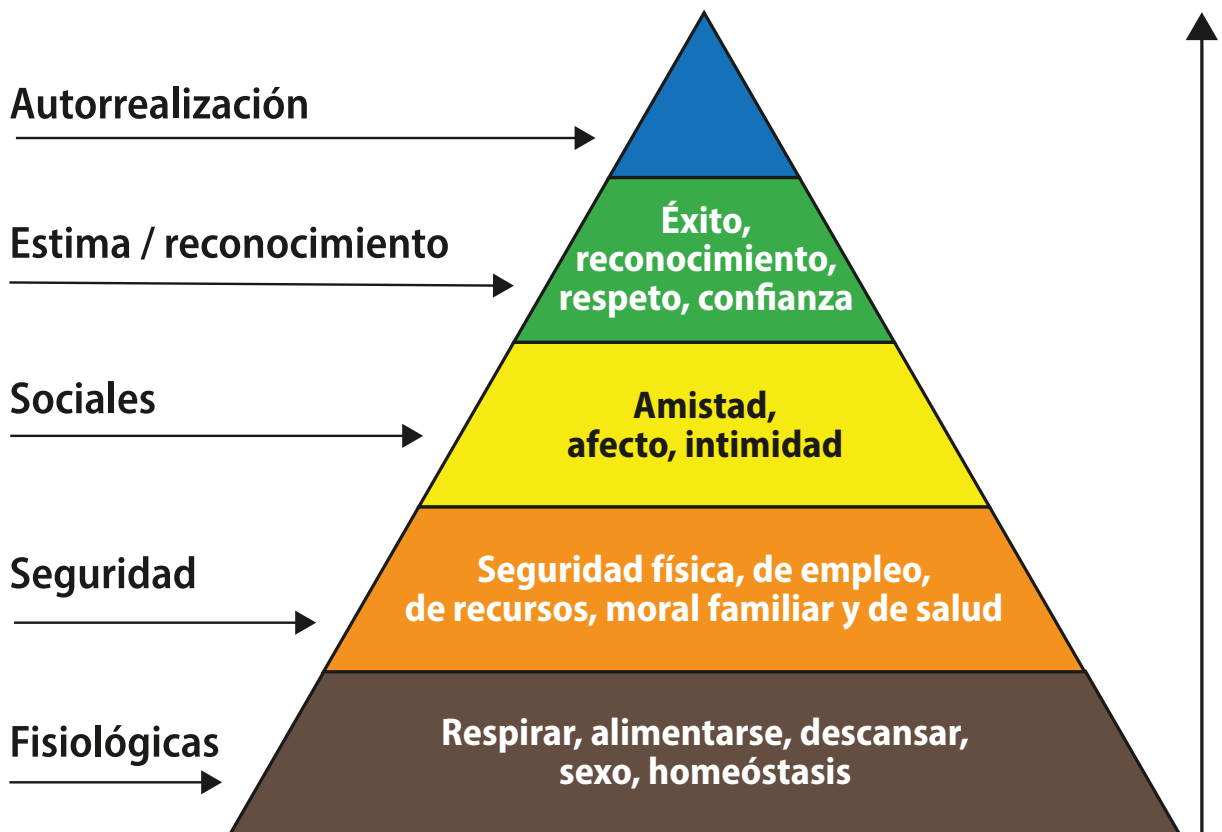 Autorrealización
Estima / reconocimiento
Éxito,
reconocimiento,
respeto, confianza
Sociales
Amistad,
afecto, intimidad
Seguridad
Seguridad física, de empleo,
de recursos, moral familiar y de salud
Fisiológicas
Respirar, alimentarse, descansar,
sexo, homeóstasis